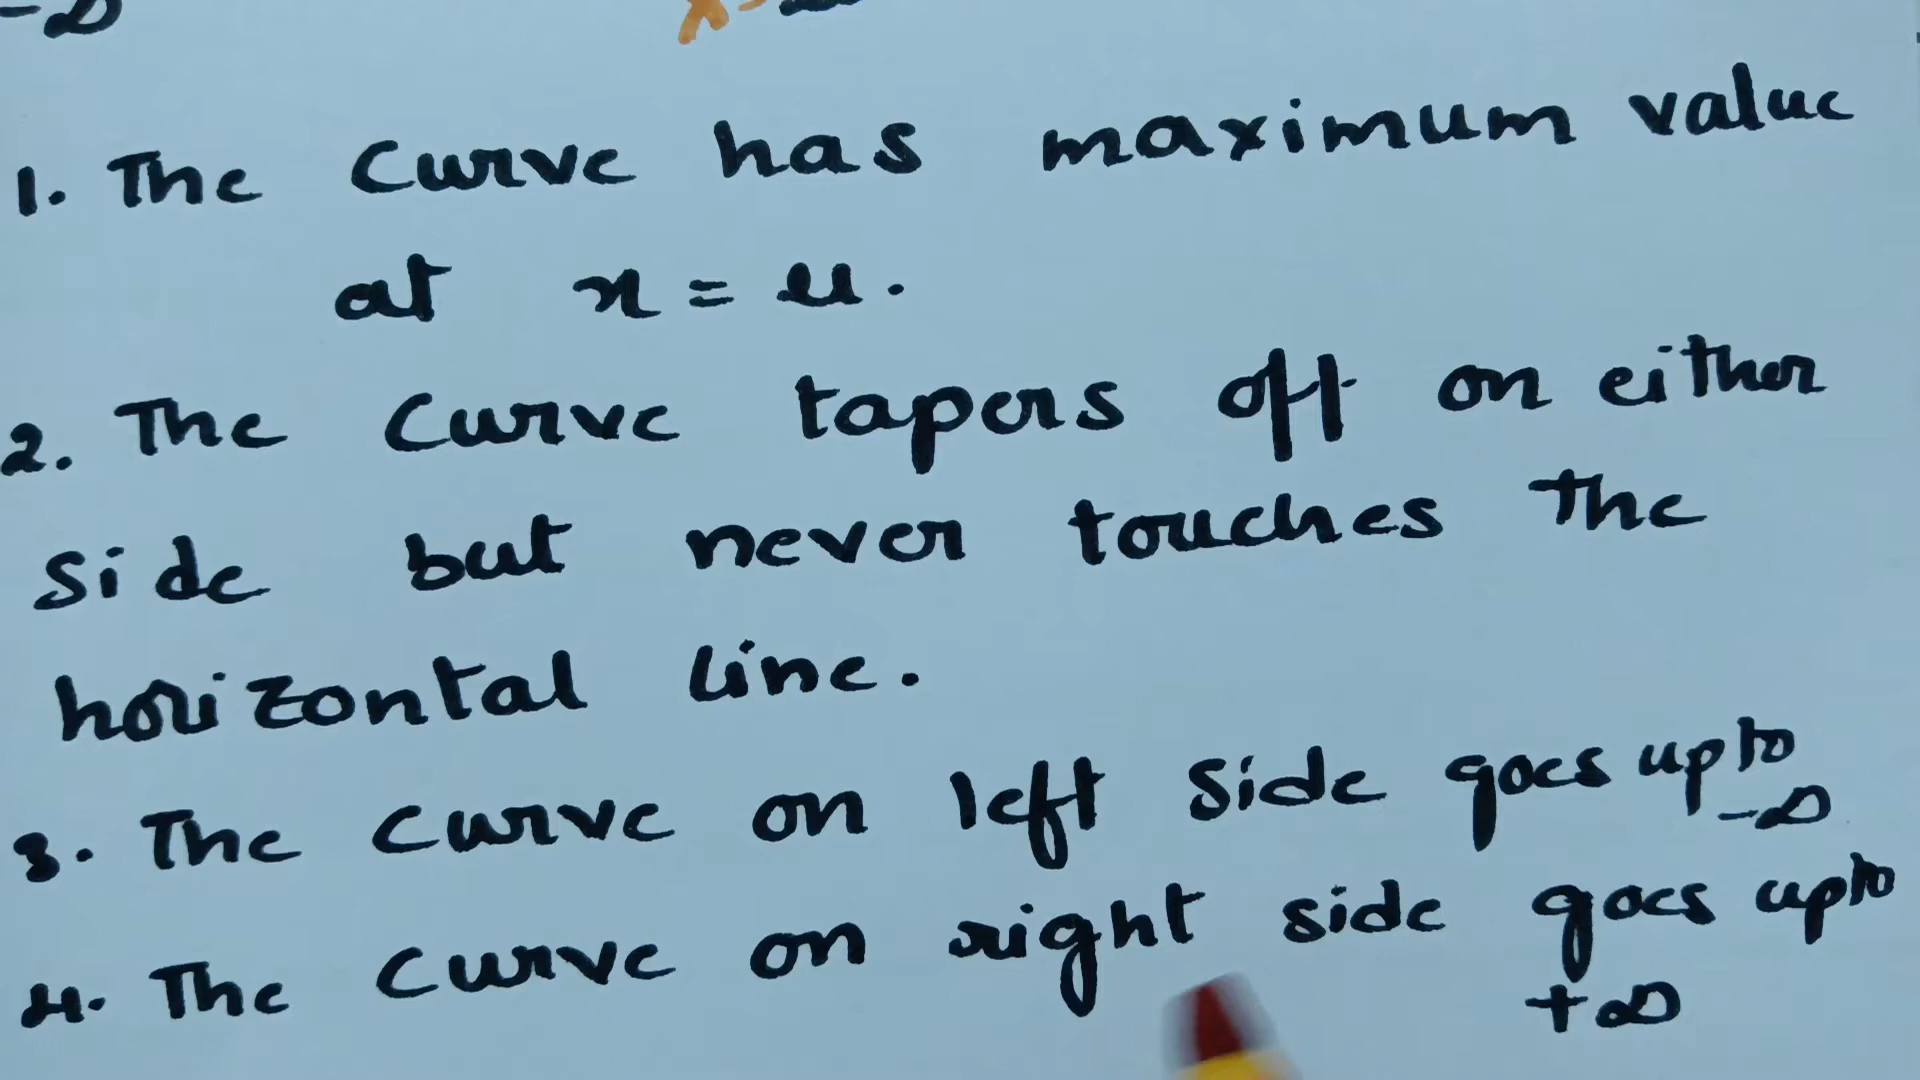 -∞
1. The Curve has maximum value
at x = μ.
2. The Curve tapers off on either
side but never touches the
horizontal line.
3. The curve on left side goes upto
-∞
4. The Curve on right side goes upto
+∞